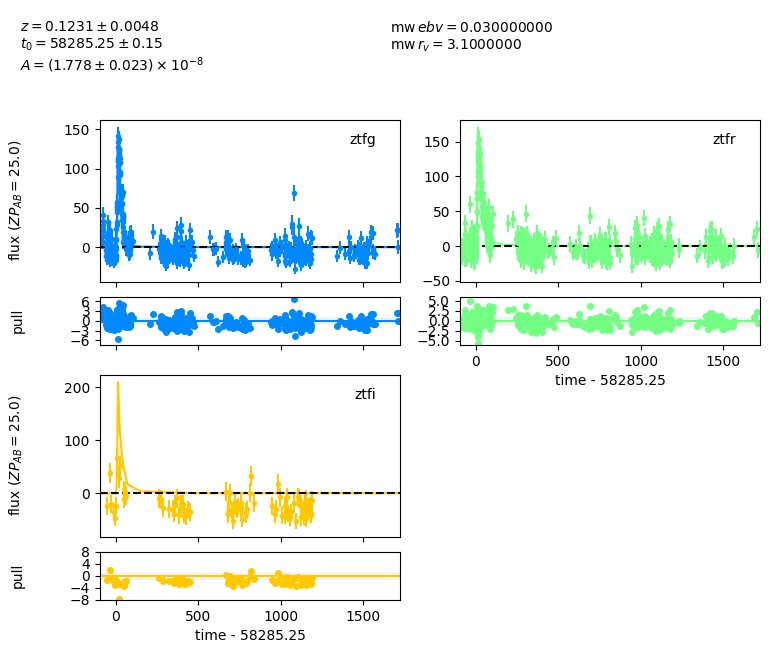 z = 0.1231 ± 0.0048
t₀ = 58285.25 ± 0.15
A = (1.778 ± 0.023) × 10⁻⁸
mw ebv = 0.030000000
mw r_v = 3.1000000
ztfg
flux (ZP_AB = 25.0)
150
100
50
0
ztfr
150
100
50
0
−50
pull
6
3
0
−3
−6
5.0
2.5
0.0
−2.5
−5.0
0
500
1000
1500
time - 58285.25
ztfi
flux (ZP_AB = 25.0)
200
100
0
pull
8
4
0
−4
−8
0
500
1000
1500
time - 58285.25